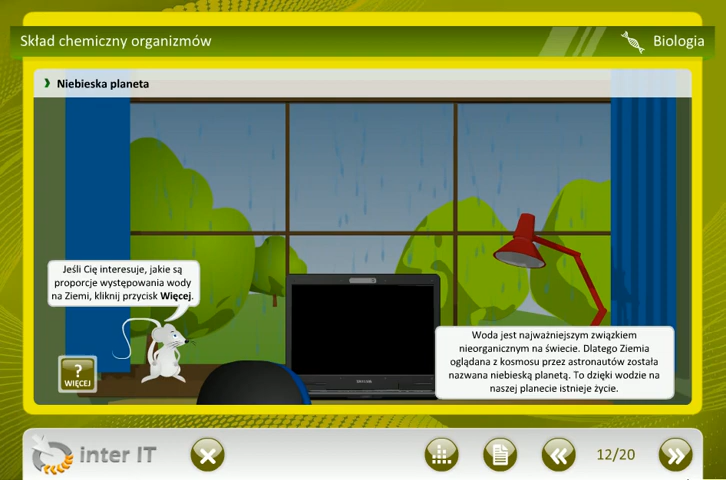 Skład chemiczny organizmów
Biologia
Niebieska planeta
Jeśli Cię interesuje, jakie są
proporcje występowania wody
na Ziemi, kliknij przycisk Więcej.
?
WIĘCEJ
Woda jest najważniejszym związkiem
nieorganicznym na świecie. Dlatego Ziemia
oglądana z kosmosu przez astronautów została
nazwana niebieską planetą. To dzięki wodzie na
naszej planecie istnieje życie.
inter IT
12/20